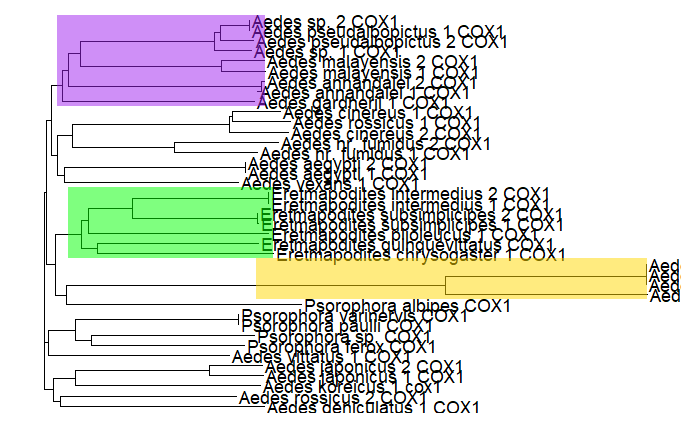 Aedes sp. 2 COX1
Aedes pseudalbopictus 1 COX1
Aedes pseudalbopictus 2 COX1
Aedes sp. 1 COX1
Aedes malayensis 2 COX1
Aedes malayensis 1 COX1
Aedes annandalei 2 COX1
Aedes annandalei 1 COX1
Aedes gardnerii 1 COX1
Aedes cinereus 1 COX1
Aedes rossicus 1 COX1
Aedes cinereus 2 COX1
Aedes nr. fumidus 2 COX1
Aedes nr. fumidus 1 COX1
Aedes aegypti 2 COX1
Aedes aegypti 1 COX1
Aedes vexans 1 COX1
Eretmapodites intermedius 2 COX1
Eretmapodites intermedius 1 COX1
Eretmapodites subsimplicipes 2 COX1
Eretmapodites subsimplicipes 1 COX1
Eretmapodites plioleucus 1 COX1
Eretmapodites quinquevittatus COX1
Eretmapodites chrysogaster 1 COX1
Aed
Aed
Aed
Aed
Psorophora albipes COX1
Psorophora varinervis COX1
Psorophora paulli COX1
Psorophora sp. COX1
Psorophora ferox COX1
Aedes vittatus 1 COX1
Aedes japonicus 2 COX1
Aedes japonicus 1 COX1
Aedes koreicus 1 cox1
Aedes rossicus 2 COX1
Aedes deniculatus 1 COX1